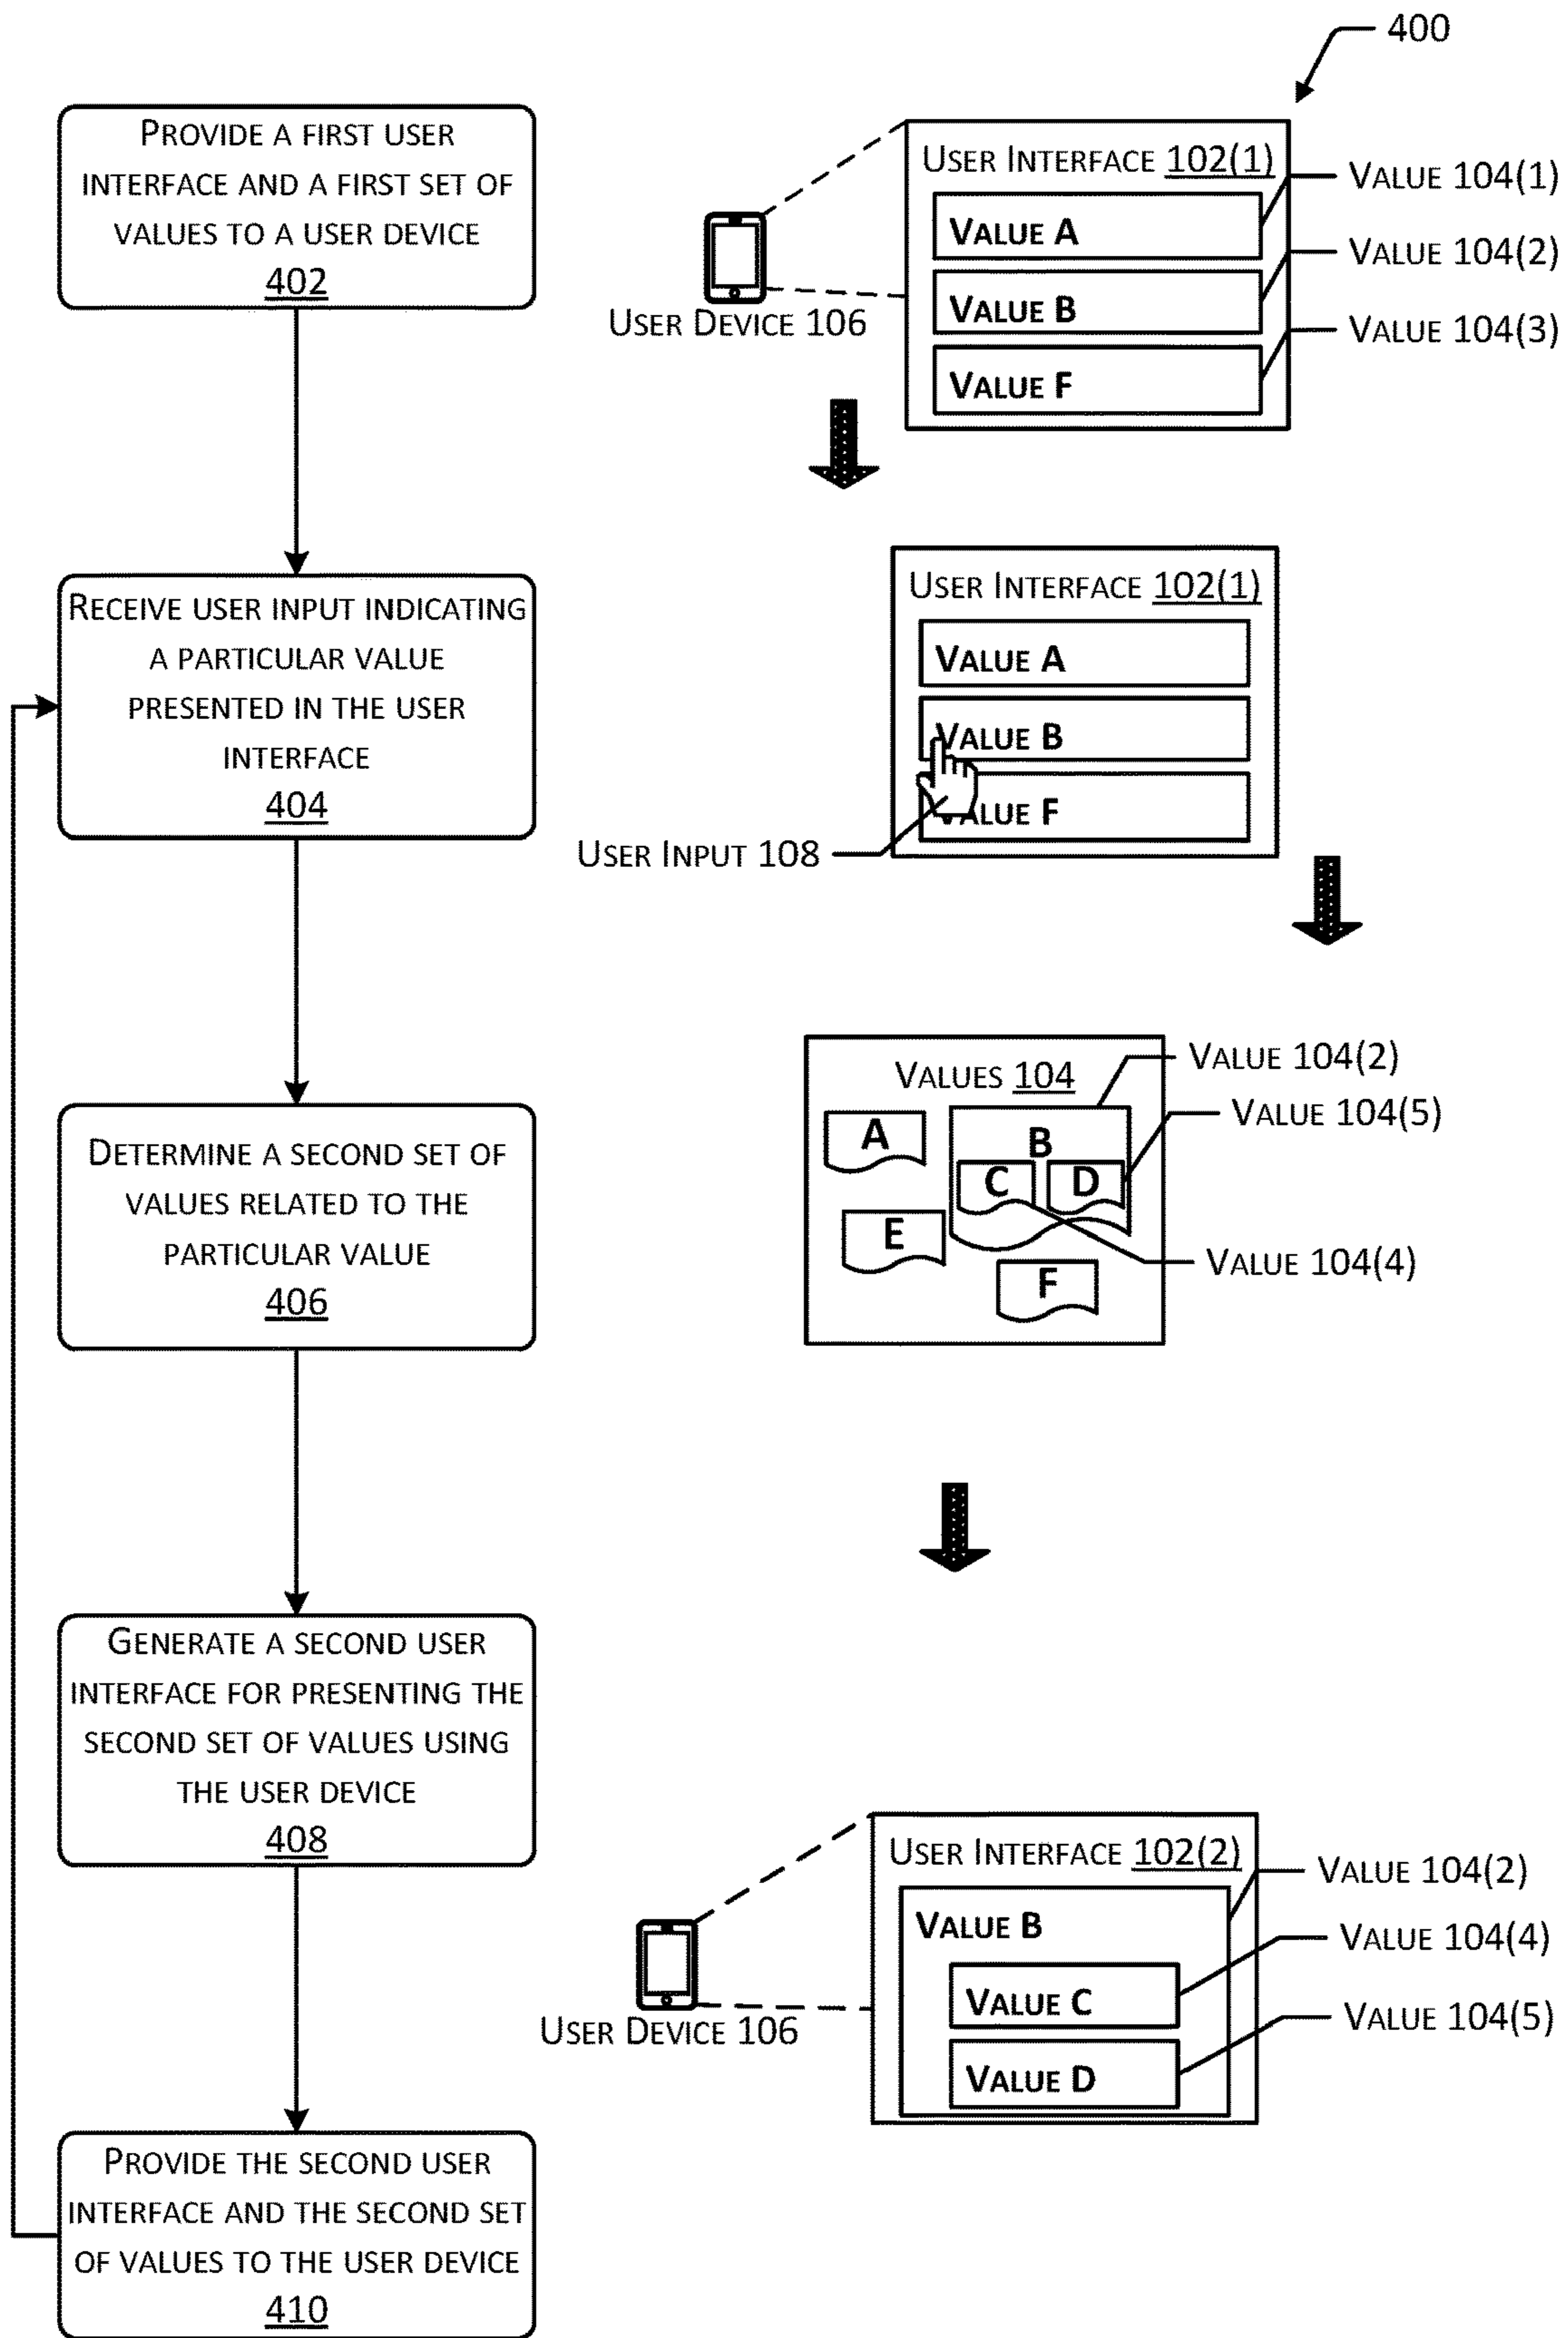 400
PROVIDE A FIRST USER
INTERFACE AND A FIRST SET OF
VALUES TO A USER DEVICE
402
USER DEVICE 106
USER INTERFACE 102(1)
VALUE A
VALUE B
VALUE F
VALUE 104(1)
VALUE 104(2)
VALUE 104(3)
RECEIVE USER INPUT INDICATING
A PARTICULAR VALUE
PRESENTED IN THE USER
INTERFACE
404
USER INTERFACE 102(1)
VALUE A
VALUE B
VALUE F
USER INPUT 108
DETERMINE A SECOND SET OF
VALUES RELATED TO THE
PARTICULAR VALUE
406
VALUES 104
A
B
C
D
E
F
VALUE 104(2)
VALUE 104(5)
VALUE 104(4)
GENERATE A SECOND USER
INTERFACE FOR PRESENTING THE
SECOND SET OF VALUES USING
THE USER DEVICE
408
USER DEVICE 106
USER INTERFACE 102(2)
VALUE B
VALUE C
VALUE D
VALUE 104(2)
VALUE 104(4)
VALUE 104(5)
PROVIDE THE SECOND USER
INTERFACE AND THE SECOND SET
OF VALUES TO THE USER DEVICE
410